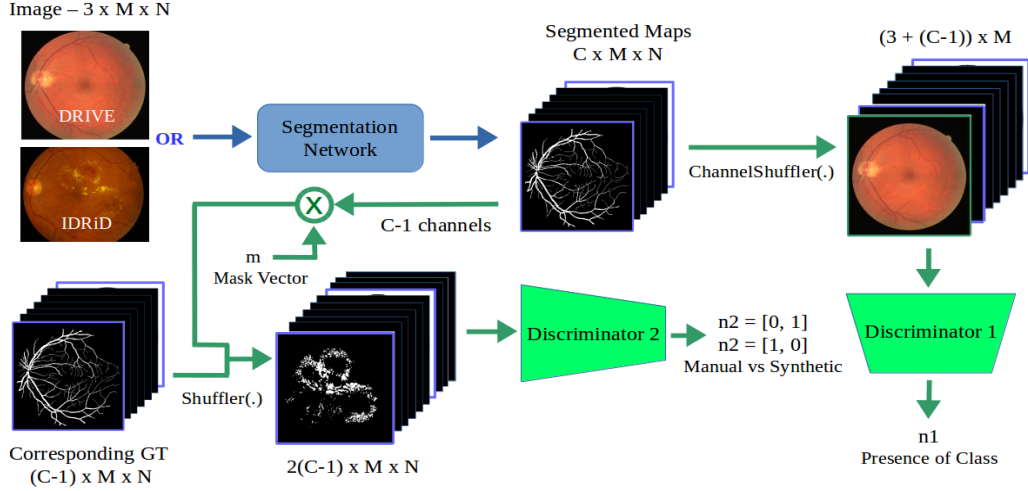 Image – 3 x M x N
DRIVE
OR
IDRiD
Segmentation
Network
Segmented Maps
C x M x N
ChannelShuffler(.)
(3 + (C-1)) x M
X
C-1 channels
m
Mask Vector
Corresponding GT
(C-1) x M x N
Shuffler(.)
2(C-1) x M x N
Discriminator 2
n2 = [0, 1]
n2 = [1, 0]
Manual vs Synthetic
Discriminator 1
n1
Presence of Class